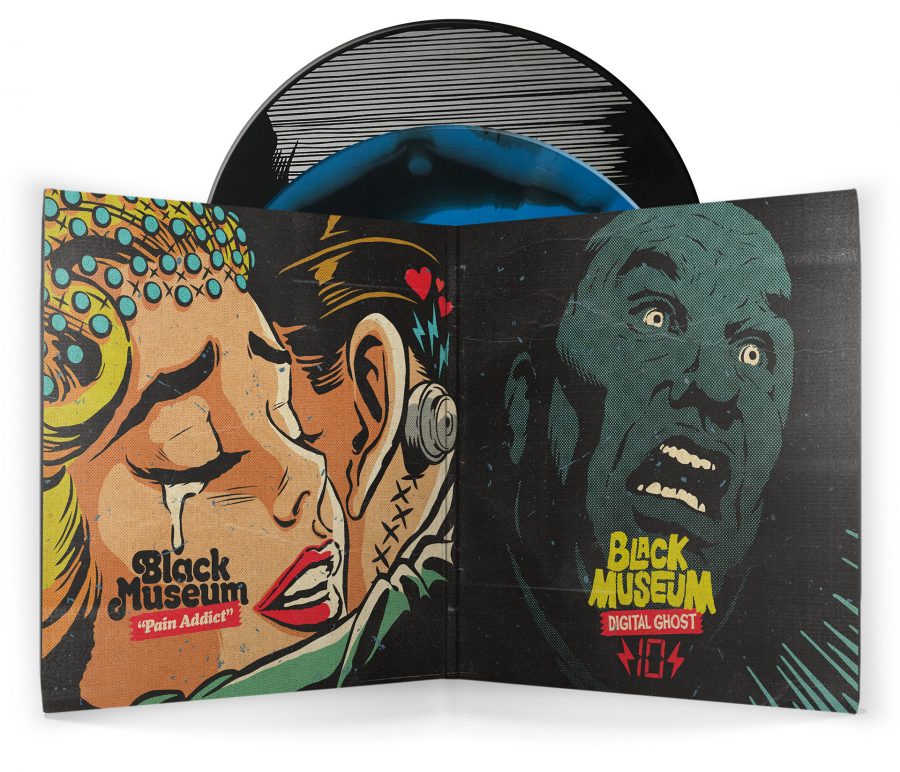 Black
Museum
"Pain Addict"
BLACK
MUSEUM
DIGITAL GHOST
10